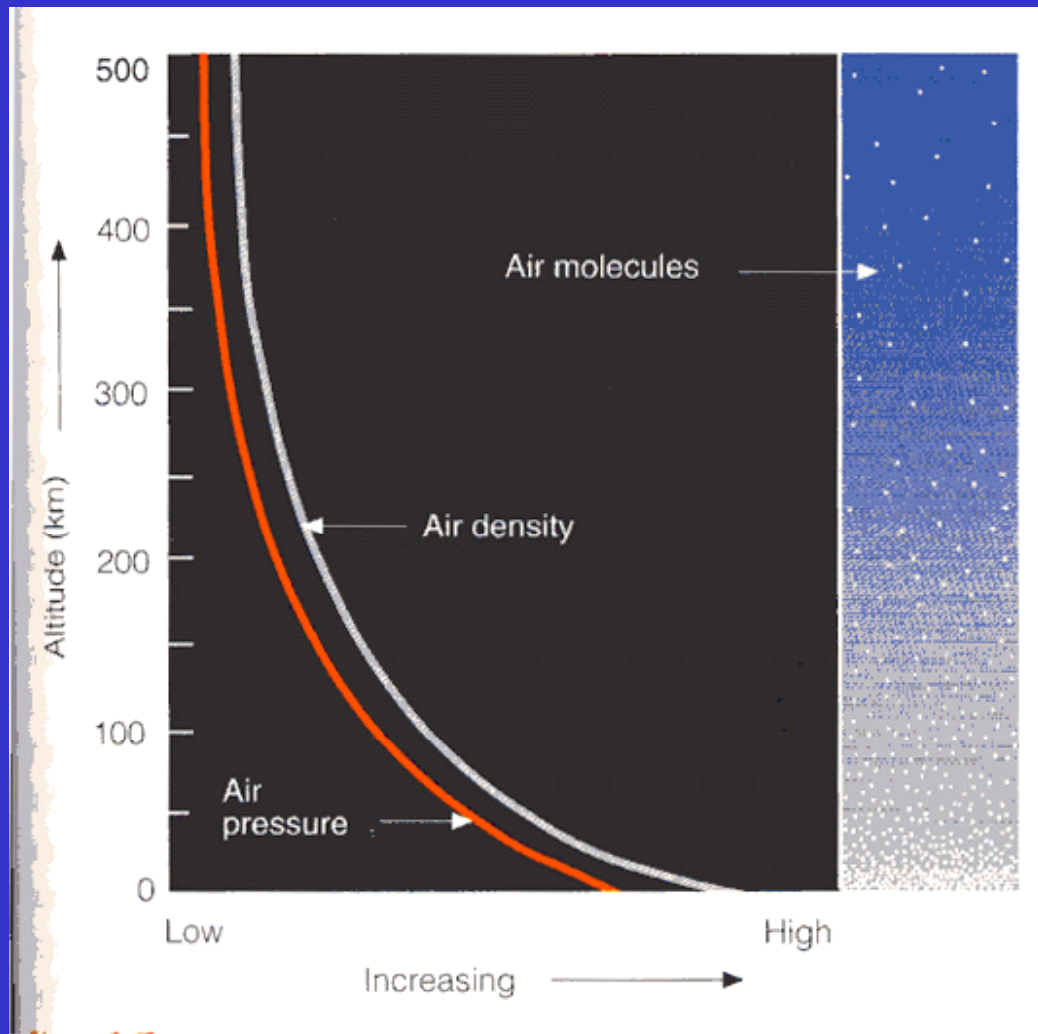 500
400
300
200
100
0
Altitude (km)
Air molecules
Air density
Air
pressure
Low
High
Increasing